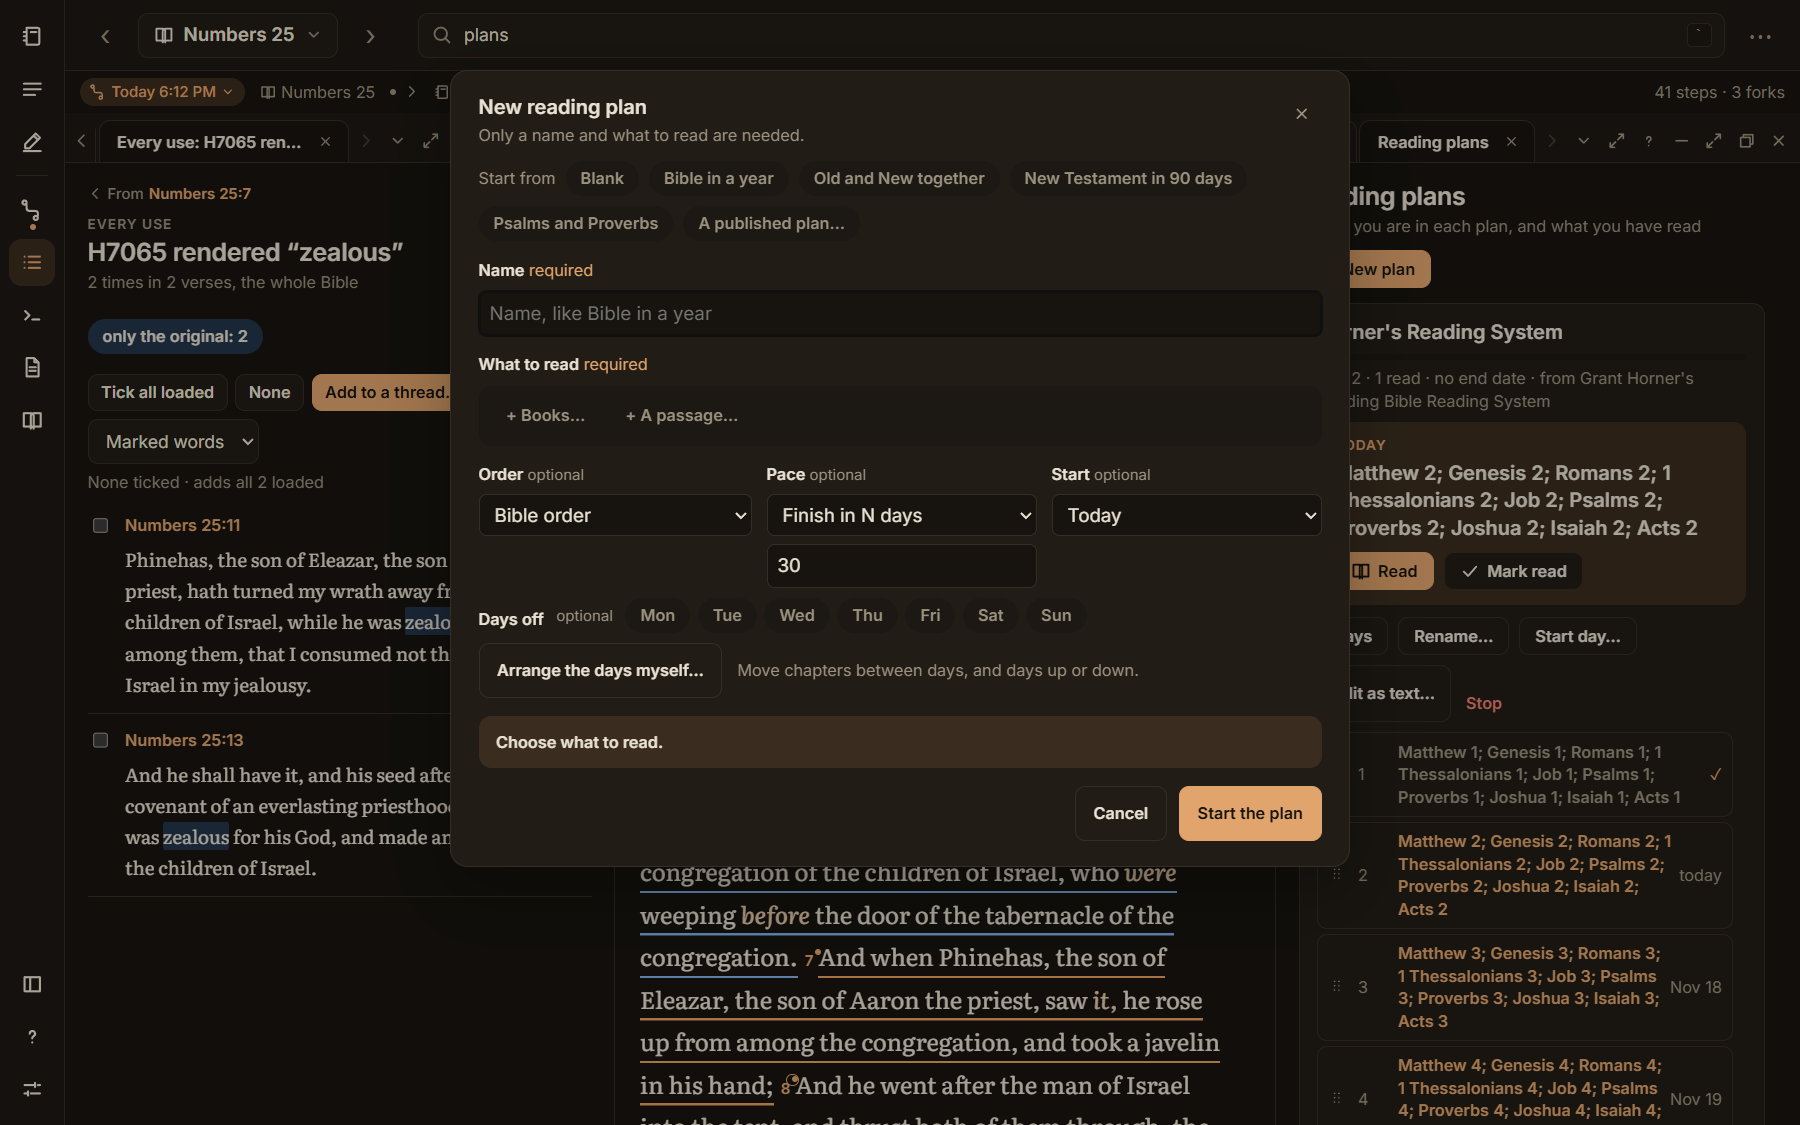 Numbers 25
plans
`
Today 6:12 PM
Numbers 25
41 steps · 3 forks
Every use: H7065 ren...
Reading plans
?
From Numbers 25:7
EVERY USE
H7065 rendered “zealous”
2 times in 2 verses, the whole Bible
only the original: 2
Tick all loaded
None
Add to a thread.
Marked words
None ticked · adds all 2 loaded
Numbers 25:11
Phinehas, the son of Eleazar, the son
priest, hath turned my wrath away fr
children of Israel, while he was zealo
among them, that I consumed not th
Israel in my jealousy.
Numbers 25:13
And he shall have it, and his seed afte
covenant of an everlasting priesthoo
was zealous for his God, and made an
the children of Israel.
New reading plan
Only a name and what to read are needed.
Start from
Blank
Bible in a year
Old and New together
New Testament in 90 days
Psalms and Proverbs
A published plan...
Name required
Name, like Bible in a year
What to read required
+ Books...
+ A passage...
Order optional
Pace optional
Start optional
Bible order
Finish in N days
Today
30
Days off optional
Mon
Tue
Wed
Thu
Fri
Sat
Sun
Arrange the days myself...
Move chapters between days, and days up or down.
Choose what to read.
Cancel
Start the plan
congregation of the children of Israel, who were
weeping before the door of the tabernacle of the
congregation. 7 And when Phinehas, the son of
Eleazar, the son of Aaron the priest, saw it, he rose
up from among the congregation, and took a javelin
in his hand; 8 And he went after the man of Israel
into the tent, and thrust both of them through, the
ding plans
you are in each plan, and what you have read
New plan
rner's Reading System
2 · 1 read · no end date · from Grant Horner's
ding Bible Reading System
ODAY
Matthew 2; Genesis 2; Romans 2; 1
hessalonians 2; Job 2; Psalms 2;
roverbs 2; Joshua 2; Isaiah 2; Acts 2
Read
Mark read
ays
Rename...
Start day...
dit as text...
Stop
1
Matthew 1; Genesis 1; Romans 1; 1
Thessalonians 1; Job 1; Psalms 1;
Proverbs 1; Joshua 1; Isaiah 1; Acts 1
2
Matthew 2; Genesis 2; Romans 2; 1
Thessalonians 2; Job 2; Psalms 2;
Proverbs 2; Joshua 2; Isaiah 2;
Acts 2
today
3
Matthew 3; Genesis 3; Romans 3;
1 Thessalonians 3; Job 3; Psalms
3; Proverbs 3; Joshua 3; Isaiah 3;
Acts 3
Nov 18
4
Matthew 4; Genesis 4; Romans 4;
1 Thessalonians 4; Job 4; Psalms
4; Proverbs 4; Joshua 4; Isaiah 4;
Nov 19
?